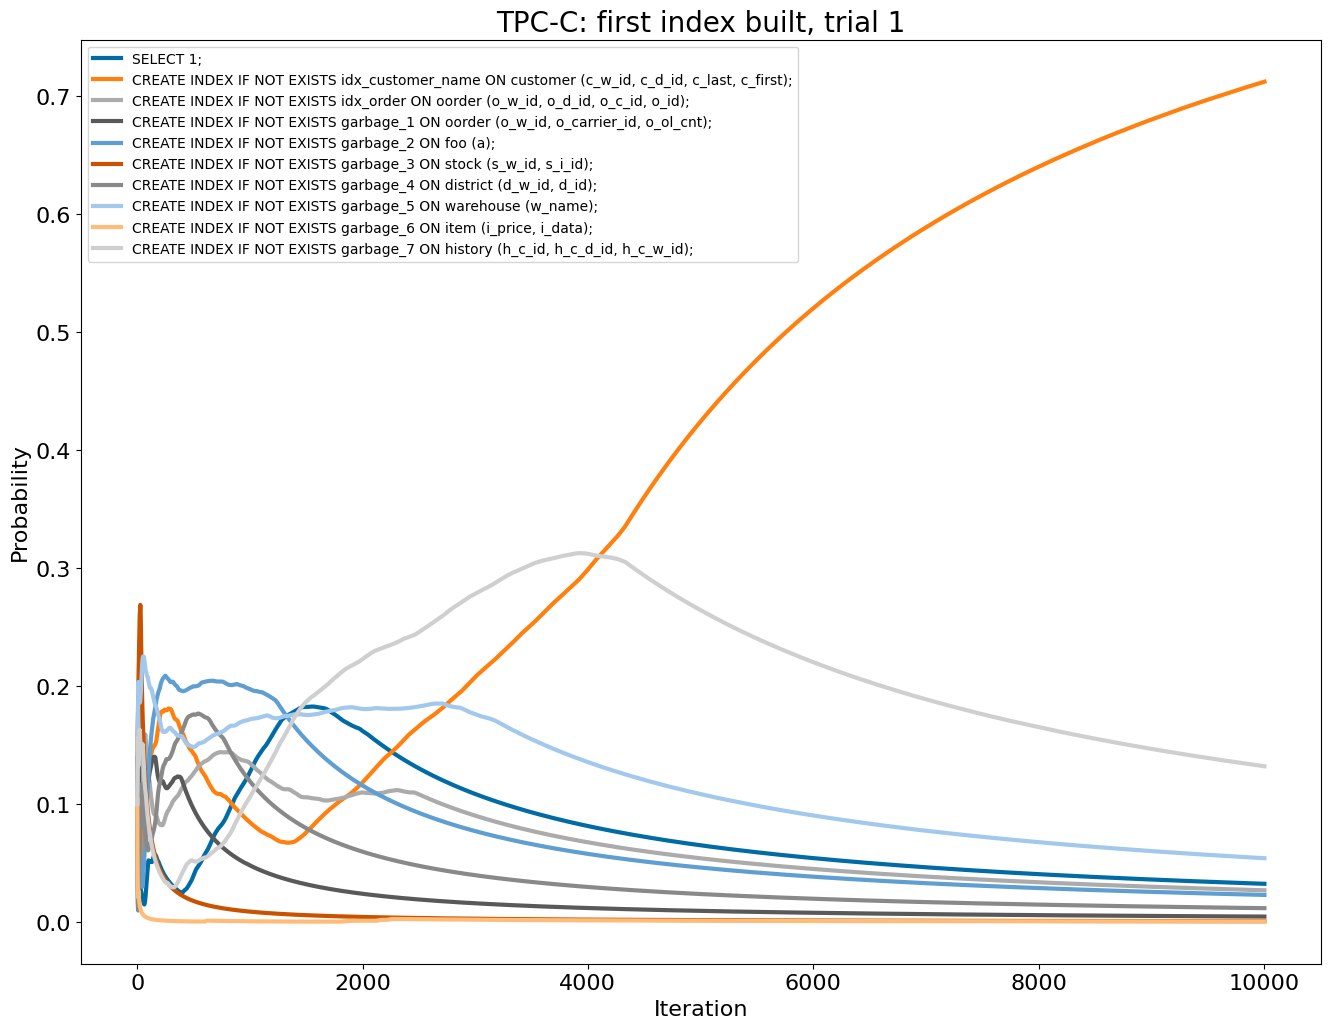 TPC-C: first index built, trial 1
SELECT 1;
CREATE INDEX IF NOT EXISTS idx_customer_name ON customer (c_w_id, c_d_id, c_last, c_first);
CREATE INDEX IF NOT EXISTS idx_order ON oorder (o_w_id, o_d_id, o_c_id, o_id);
CREATE INDEX IF NOT EXISTS garbage_1 ON oorder (o_w_id, o_carrier_id, o_ol_cnt);
CREATE INDEX IF NOT EXISTS garbage_2 ON foo (a);
CREATE INDEX IF NOT EXISTS garbage_3 ON stock (s_w_id, s_i_id);
CREATE INDEX IF NOT EXISTS garbage_4 ON district (d_w_id, d_id);
CREATE INDEX IF NOT EXISTS garbage_5 ON warehouse (w_name);
CREATE INDEX IF NOT EXISTS garbage_6 ON item (i_price, i_data);
CREATE INDEX IF NOT EXISTS garbage_7 ON history (h_c_id, h_c_d_id, h_c_w_id);
0.7
0.6
0.5
0.4
0.3
0.2
0.1
0.0
Probability
0 2000 4000 6000 8000 10000
Iteration